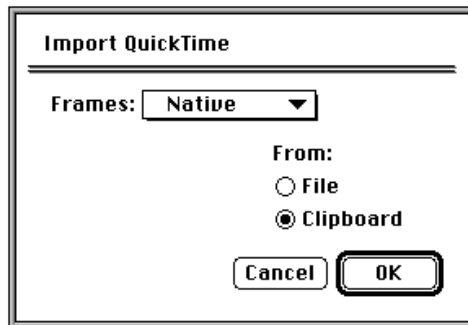 Import QuickTime
Frames: Native
From:
File
Clipboard
Cancel OK